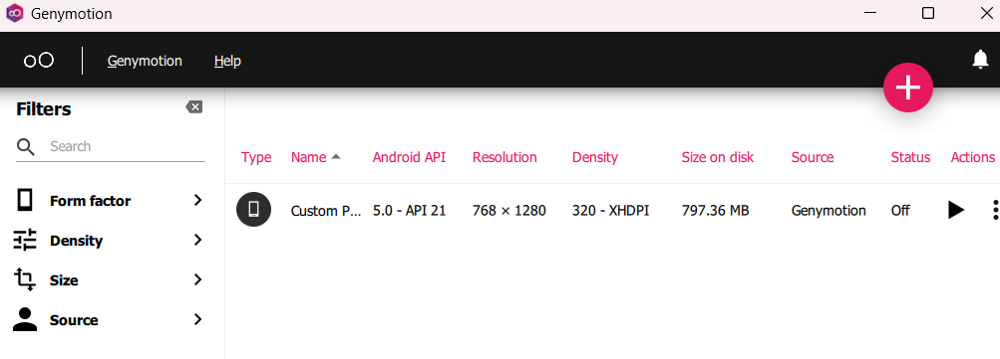 Genymotion
Genymotion Help
Filters
Search
Type Name Android API Resolution Density Size on disk Source Status Actions
Custom P... 5.0 - API 21 768 × 1280 320 - XHDPI 797.36 MB Genymotion Off
Form factor
Density
Size
Source